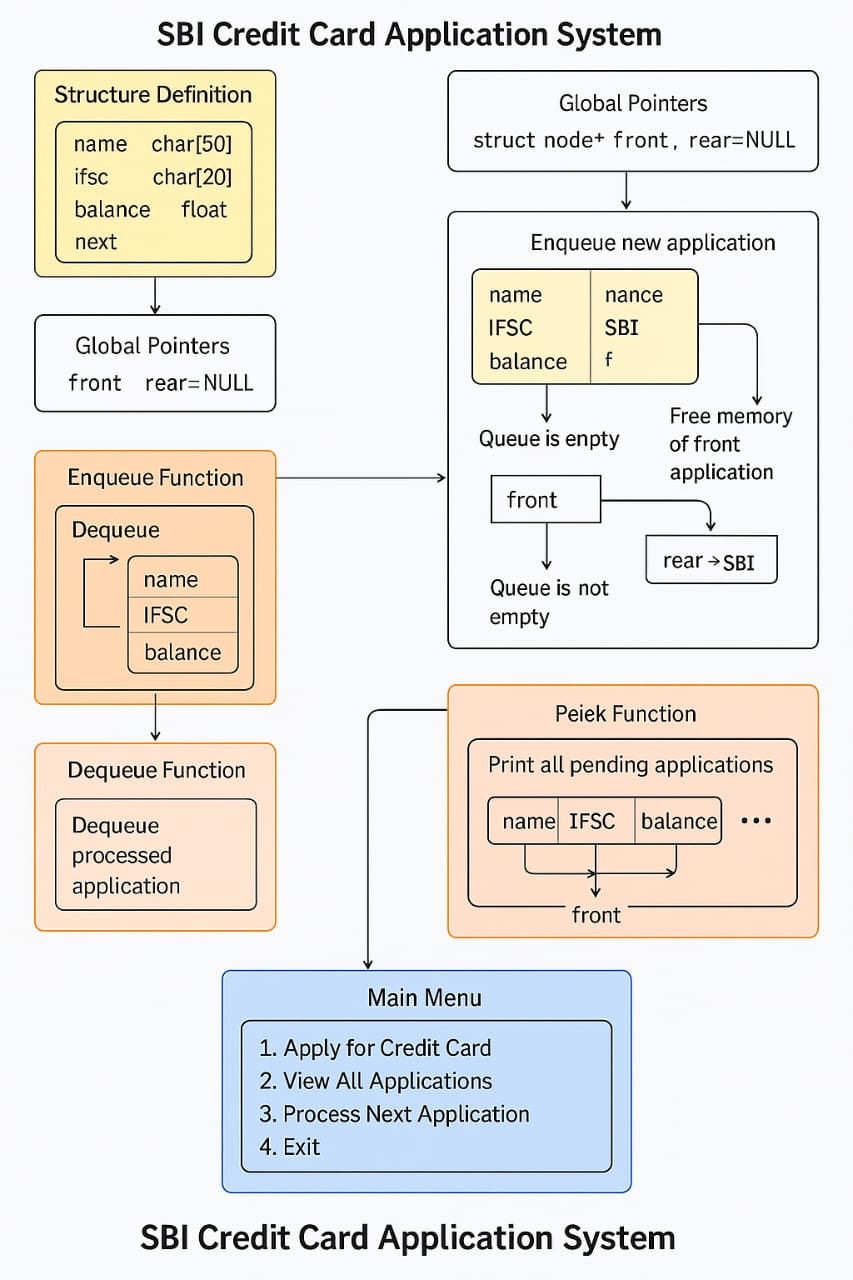 SBI Credit Card Application System
Structure Definition
name char[50]
ifsc char[20]
balance float
next
Global Pointers
front rear=NULL
Enqueue Function
Dequeue
name
IFSC
balance
Dequeue Function
Dequeue
processed
application
Global Pointers
struct node+ front, rear=NULL
Enqueue new application
name nance
IFSC SBI
balance f
Queue is enpty
Free memory
of front
application
front
rear→SBI
Queue is not
empty
Peiek Function
Print all pending applications
name IFSC balance •••
front
Main Menu
1. Apply for Credit Card
2. View All Applications
3. Process Next Application
4. Exit
SBI Credit Card Application System